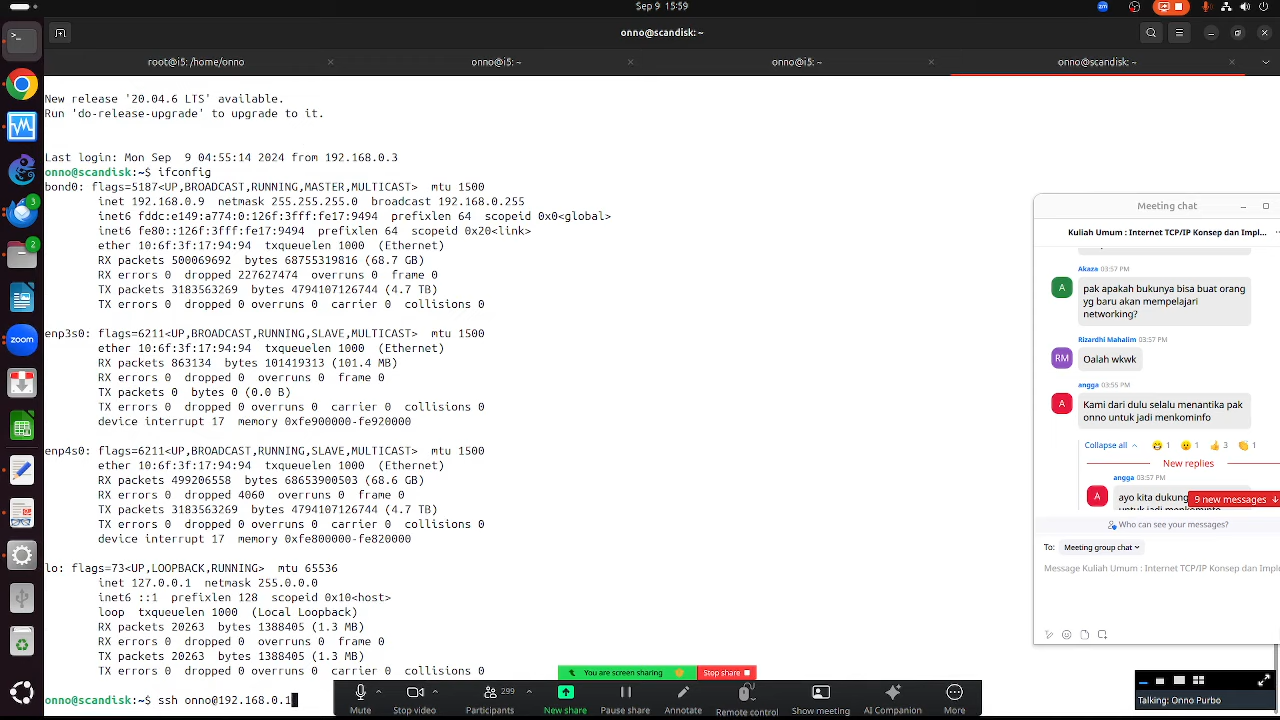 Sep 9 15:59
zm
onno@scandisk: ~
root@i5: /home/onno
onno@i5: ~
onno@i5: ~
onno@scandisk: ~
New release '20.04.6 LTS' available.
Run 'do-release-upgrade' to upgrade to it.
Last login: Mon Sep  9 04:55:14 2024 from 192.168.0.3
onno@scandisk:~$ ifconfig
bond0: flags=5187<UP,BROADCAST,RUNNING,MASTER,MULTICAST>  mtu 1500
inet 192.168.0.9  netmask 255.255.255.0  broadcast 192.168.0.255
inet6 fddc:e149:a774:0:126f:3fff:fe17:9494  prefixlen 64  scopeid 0x0<global>
inet6 fe80::126f:3fff:fe17:9494  prefixlen 64  scopeid 0x20<link>
ether 10:6f:3f:17:94:94  txqueuelen 1000  (Ethernet)
RX packets 500069692  bytes 68755319816 (68.7 GB)
RX errors 0  dropped 227627474  overruns 0  frame 0
TX packets 3183563269  bytes 4794107126744 (4.7 TB)
TX errors 0  dropped 0 overruns 0  carrier 0  collisions 0
enp3s0: flags=6211<UP,BROADCAST,RUNNING,SLAVE,MULTICAST>  mtu 1500
ether 10:6f:3f:17:94:94  txqueuelen 1000  (Ethernet)
RX packets 863134  bytes 101419313 (101.4 MB)
RX errors 0  dropped 0  overruns 0  frame 0
TX packets 0  bytes 0 (0.0 B)
TX errors 0  dropped 0 overruns 0  carrier 0  collisions 0
device interrupt 17  memory 0xfe900000-fe920000
enp4s0: flags=6211<UP,BROADCAST,RUNNING,SLAVE,MULTICAST>  mtu 1500
ether 10:6f:3f:17:94:94  txqueuelen 1000  (Ethernet)
RX packets 499206558  bytes 68653900503 (68.6 GB)
RX errors 0  dropped 4060  overruns 0  frame 0
TX packets 3183563269  bytes 4794107126744 (4.7 TB)
TX errors 0  dropped 0 overruns 0  carrier 0  collisions 0
device interrupt 17  memory 0xfe800000-fe820000
lo: flags=73<UP,LOOPBACK,RUNNING>  mtu 65536
inet 127.0.0.1  netmask 255.0.0.0
inet6 ::1  prefixlen 128  scopeid 0x10<host>
loop  txqueuelen 1000  (Local Loopback)
RX packets 20263  bytes 1388405 (1.3 MB)
RX errors 0  dropped 0  overruns 0  frame 0
TX packets 20263  bytes 1388405 (1.3 MB)
TX errors 0  dropped 0 overruns 0  carrier 0  collisions 0
onno@scandisk:~$ ssh onno@192.168.0.1
3
2
zoom
Meeting chat
Kuliah Umum : Internet TCP/IP Konsep dan Impl...
Akaza 03:57 PM
A
pak apakah bukunya bisa buat orang
yg baru akan mempelajari
networking?
Rizardhi Mahalim 03:57 PM
RM
Oalah wkwk
angga 03:55 PM
A
Kami dari dulu selalu menantika pak
onno untuk jadi menkominfo
Collapse all
1
1
3
1
New replies
angga 03:57 PM
A
ayo kita dukung
untuk jadi menkominfo
9 new messages
Who can see your messages?
To: Meeting group chat
Message Kuliah Umum : Internet TCP/IP Konsep dan Imple
You are screen sharing
Stop share
Mute
Stop video
299
Participants
New share
Pause share
Annotate
Remote control
Show meeting
AI Companion
More
Talking: Onno Purbo